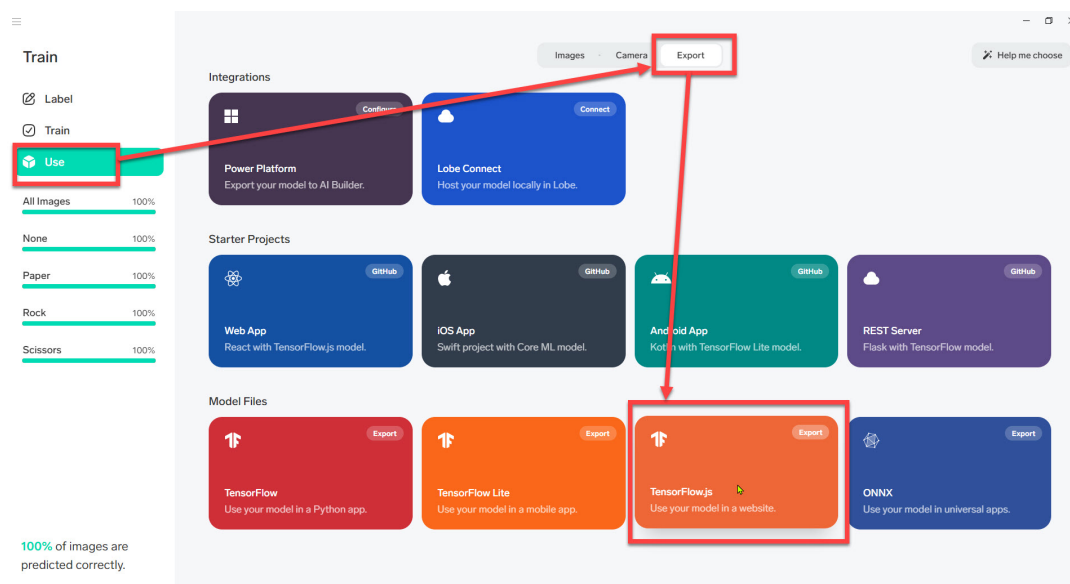 Train
Label
Train
Use
All Images 100%
None 100%
Paper 100%
Rock 100%
Scissors 100%
100% of images are
predicted correctly.
Images · Camera Export
Help me choose
Integrations
Configure
Power Platform
Export your model to AI Builder.
Connect
Lobe Connect
Host your model locally in Lobe.
Starter Projects
GitHub
Web App
React with TensorFlow.js model.
GitHub
iOS App
Swift project with Core ML model.
GitHub
Android App
Kotlin with TensorFlow Lite model.
GitHub
REST Server
Flask with TensorFlow model.
Model Files
Export
TensorFlow
Use your model in a Python app.
Export
TensorFlow Lite
Use your model in a mobile app.
Export
TensorFlow.js
Use your model in a website.
Export
ONNX
Use your model in universal apps.